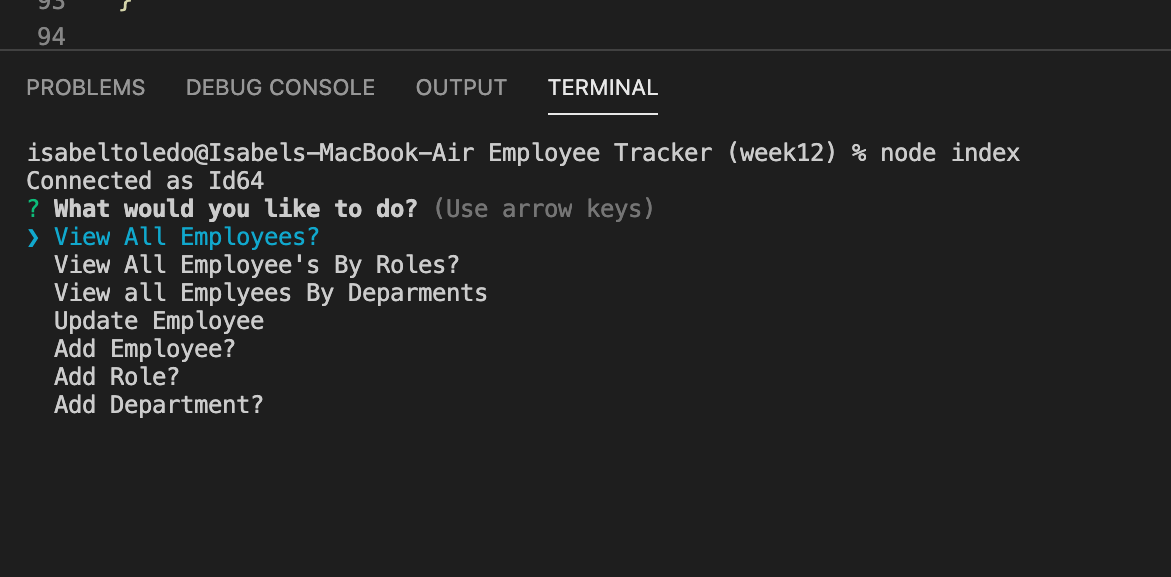 93 }
94
PROBLEMS DEBUG CONSOLE OUTPUT TERMINAL
isabeltoledo@Isabels-MacBook-Air Employee Tracker (week12) % node index
Connected as Id64
? What would you like to do? (Use arrow keys)
❯ View All Employees?
View All Employee's By Roles?
View all Emplyees By Deparments
Update Employee
Add Employee?
Add Role?
Add Department?